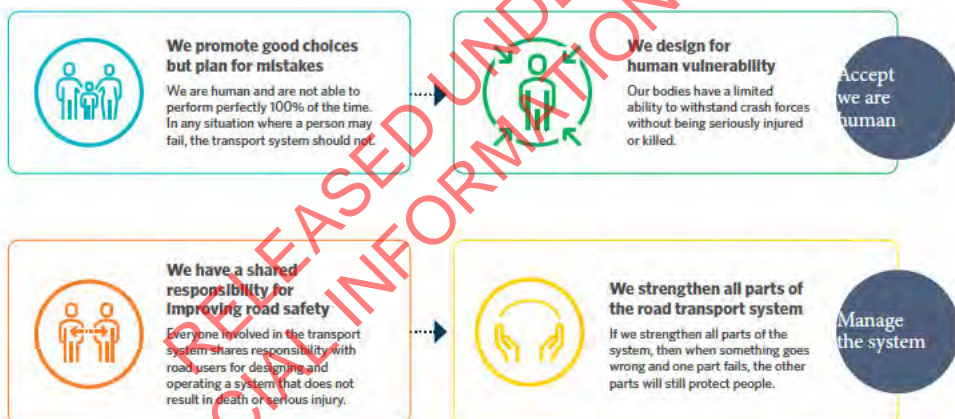 We promote good choices
but plan for mistakes
We are human and are not able to
perform perfectly 100% of the time.
In any situation where a person may
fail, the transport system should not.
We design for
human vulnerability
Our bodies have a limited
ability to withstand crash forces
without being seriously injured
or killed.
Accept
we are
human
We have a shared
responsibility for
improving road safety
Everyone involved in the transport
system shares responsibility with
road users for designing and
operating a system that does not
result in death or serious injury.
We strengthen all parts of
the road transport system
If we strengthen all parts of the
system, then when something goes
wrong and one part fails, the other
parts will still protect people.
Manage
the system
RELEASED UNDE
CIAL INFORMATION